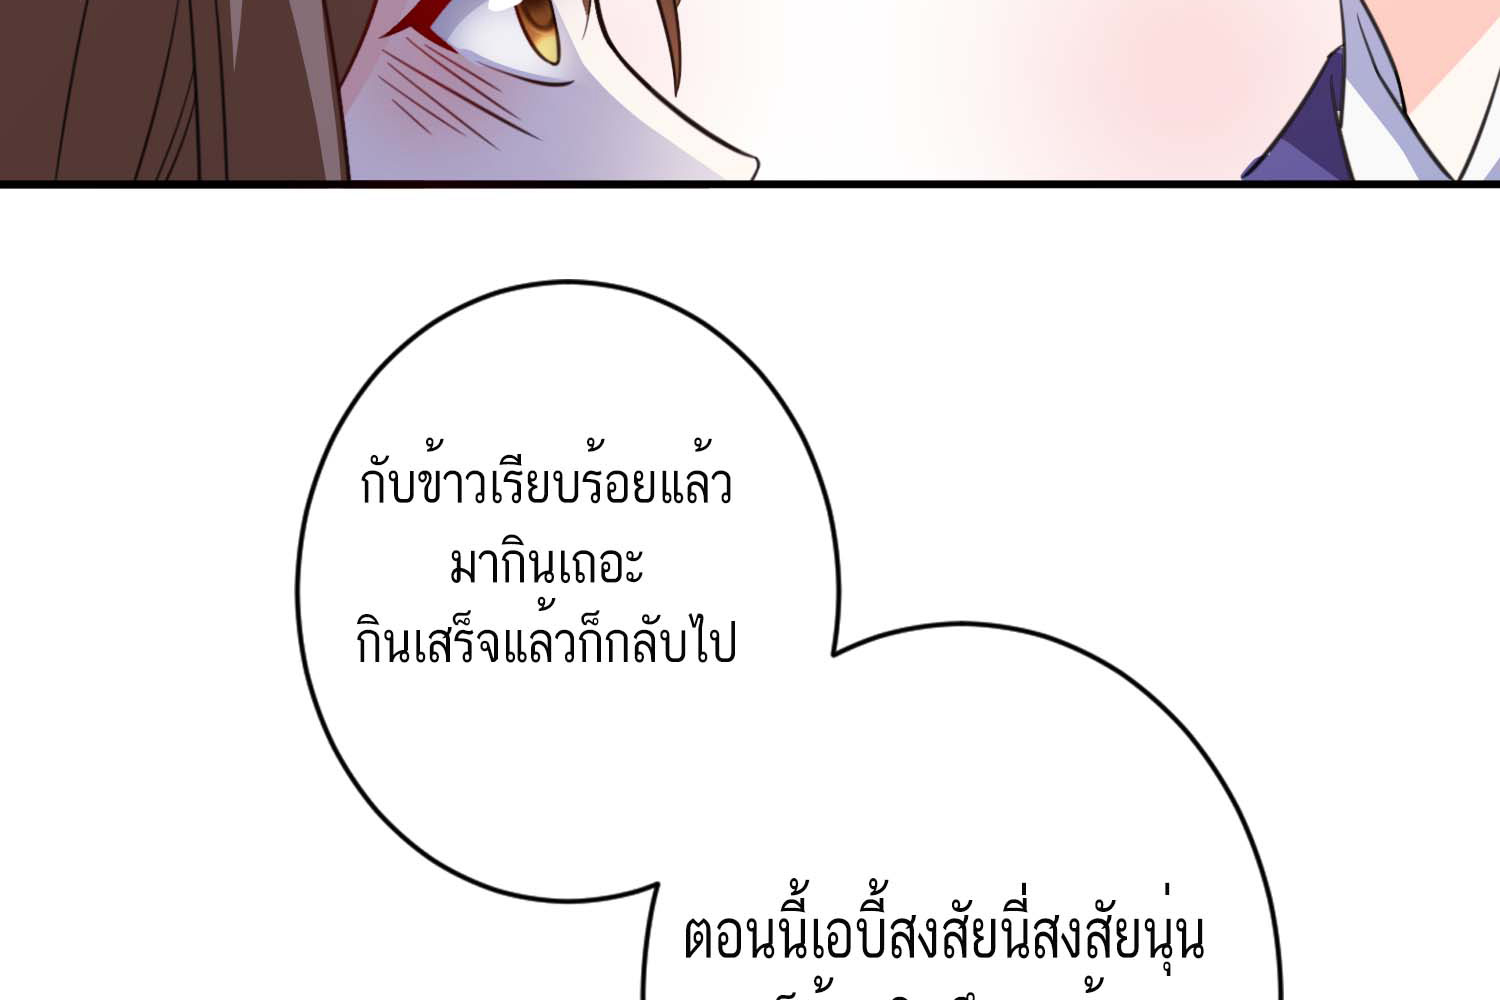 กับข้าวเรียบร้อยแล้ว
มากินเถอะ
กินเสร็จแล้วก็กลับไป
ตอนนี้เอบี้สงสัยนี่สงสัยนุ่น